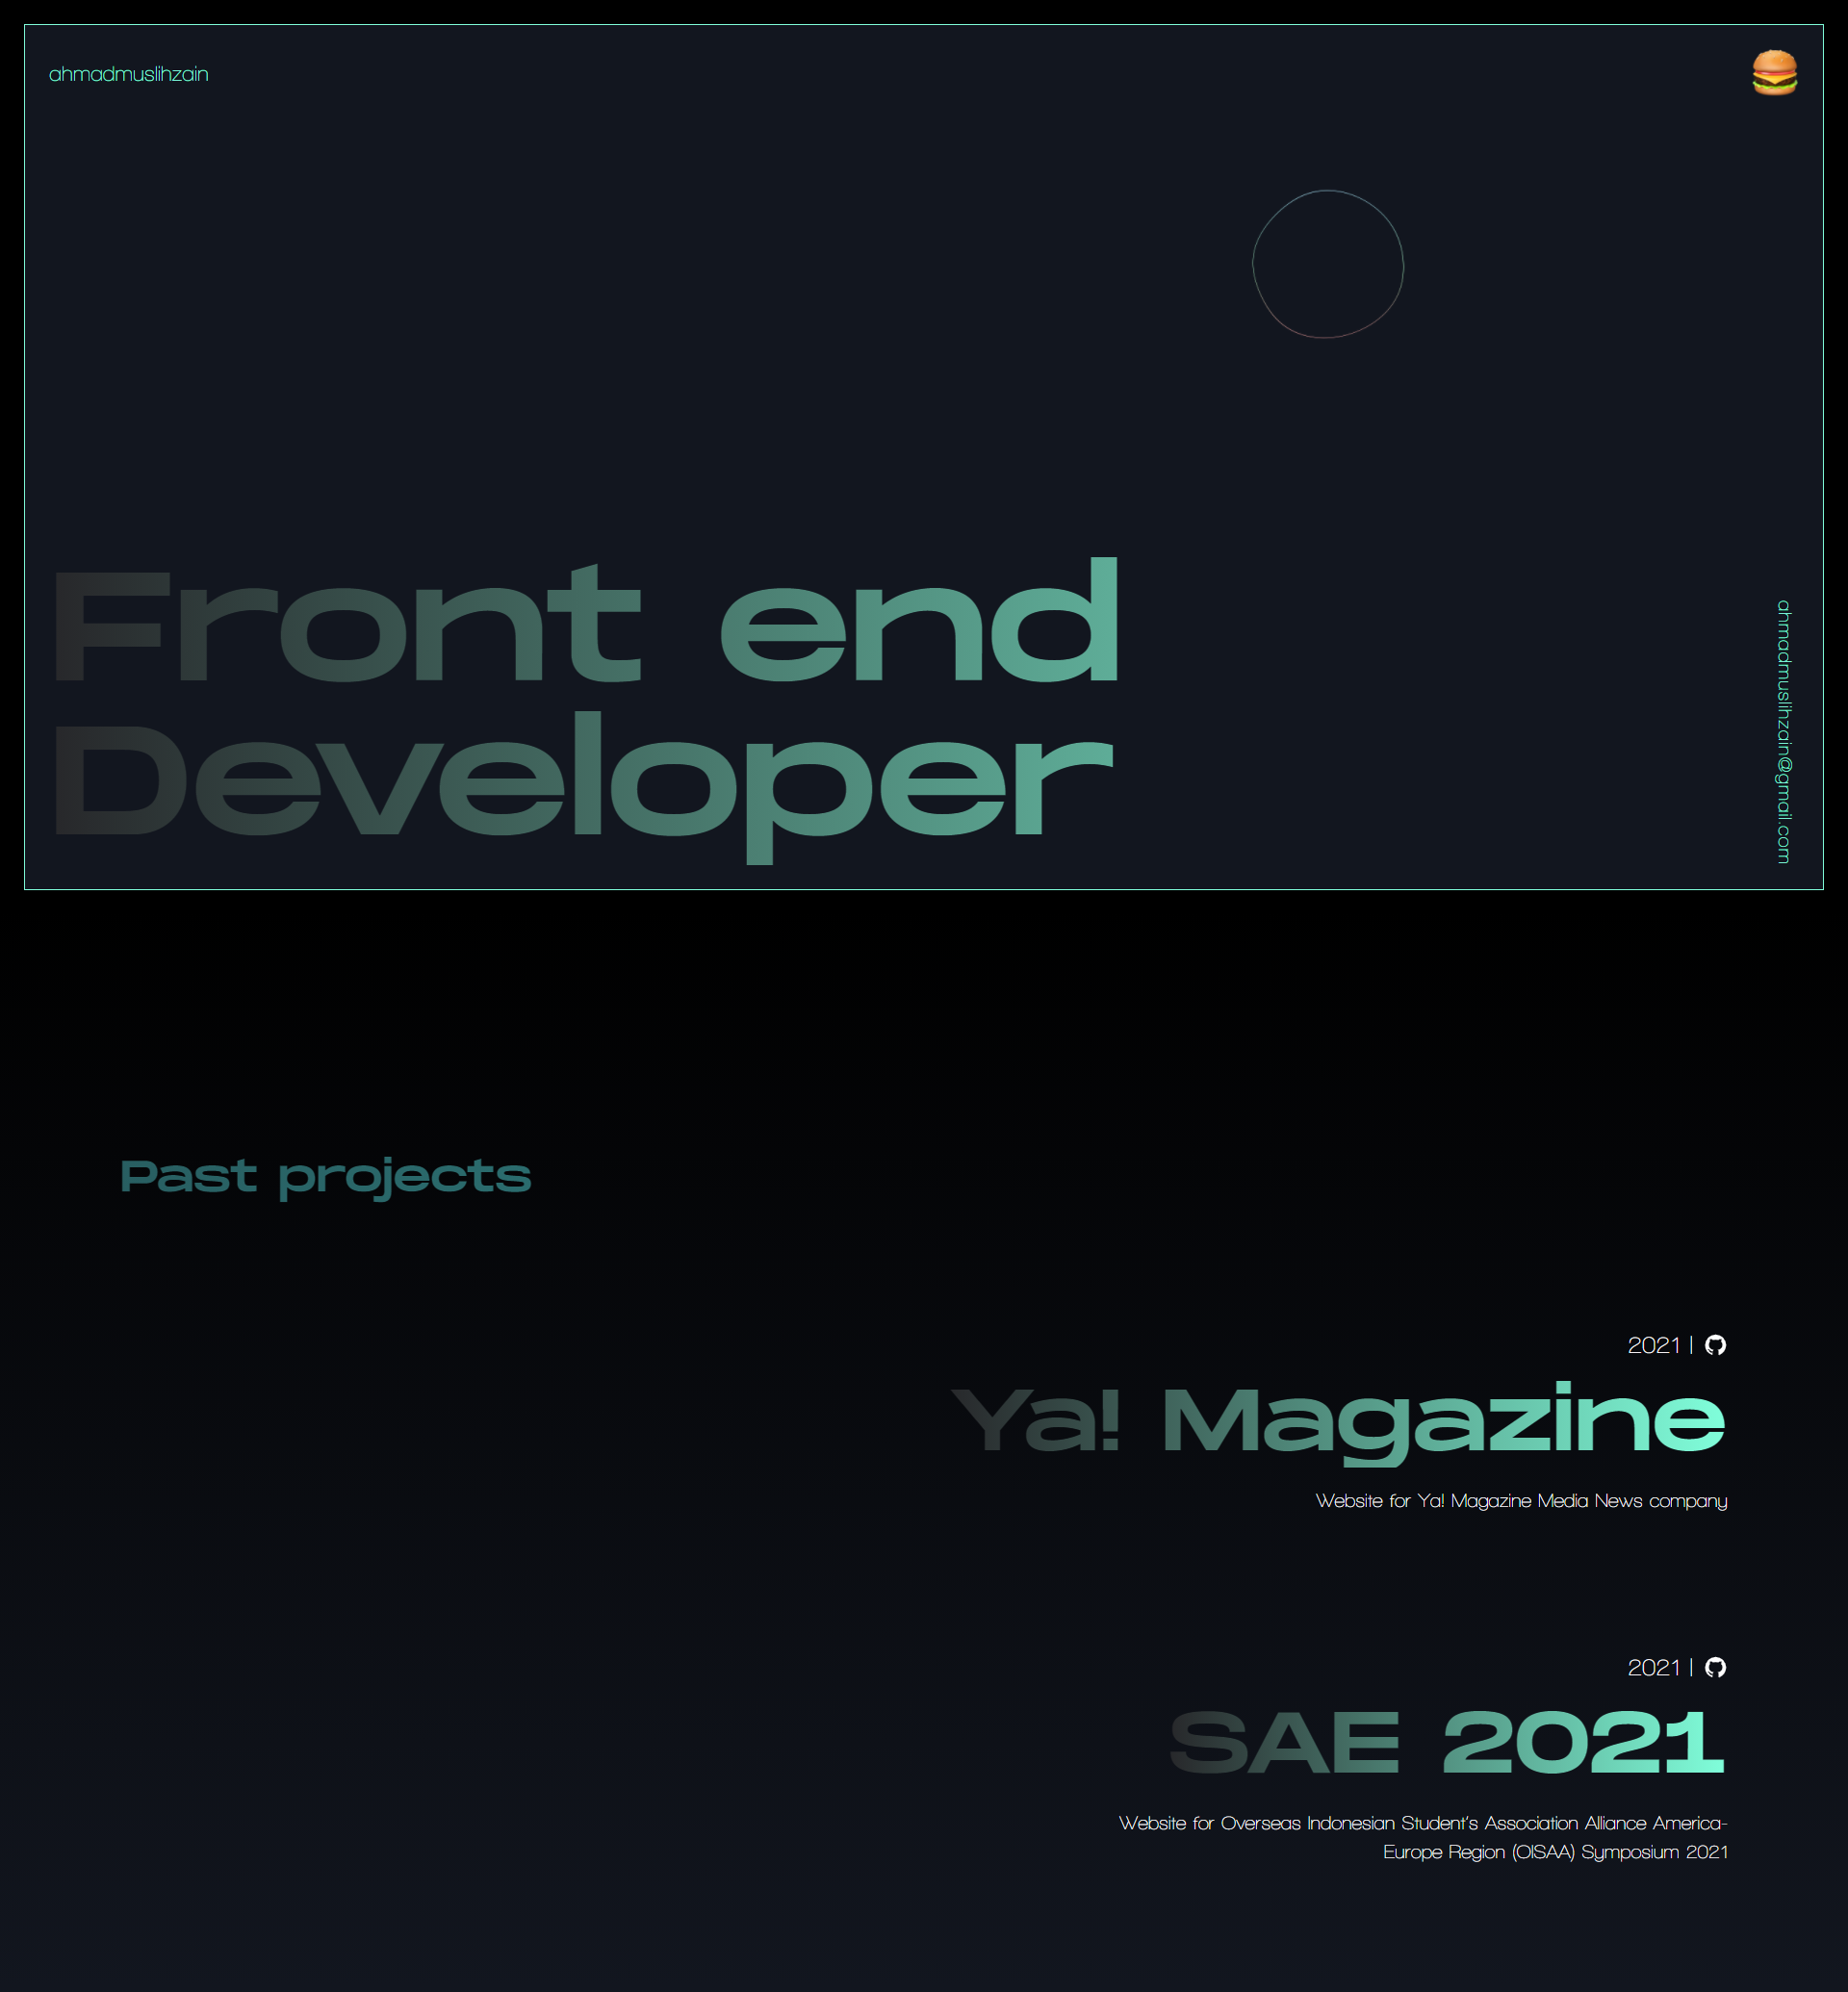 ahmadmuslihzain
Front end
Developer
ahmadmuslihzain@gmail.com
Past projects
2021 |
Ya! Magazine
Website for Ya! Magazine Media News company
2021 |
SAE 2021
Website for Overseas Indonesian Student's Association Alliance America-
Europe Region (OISAA) Symposium 2021